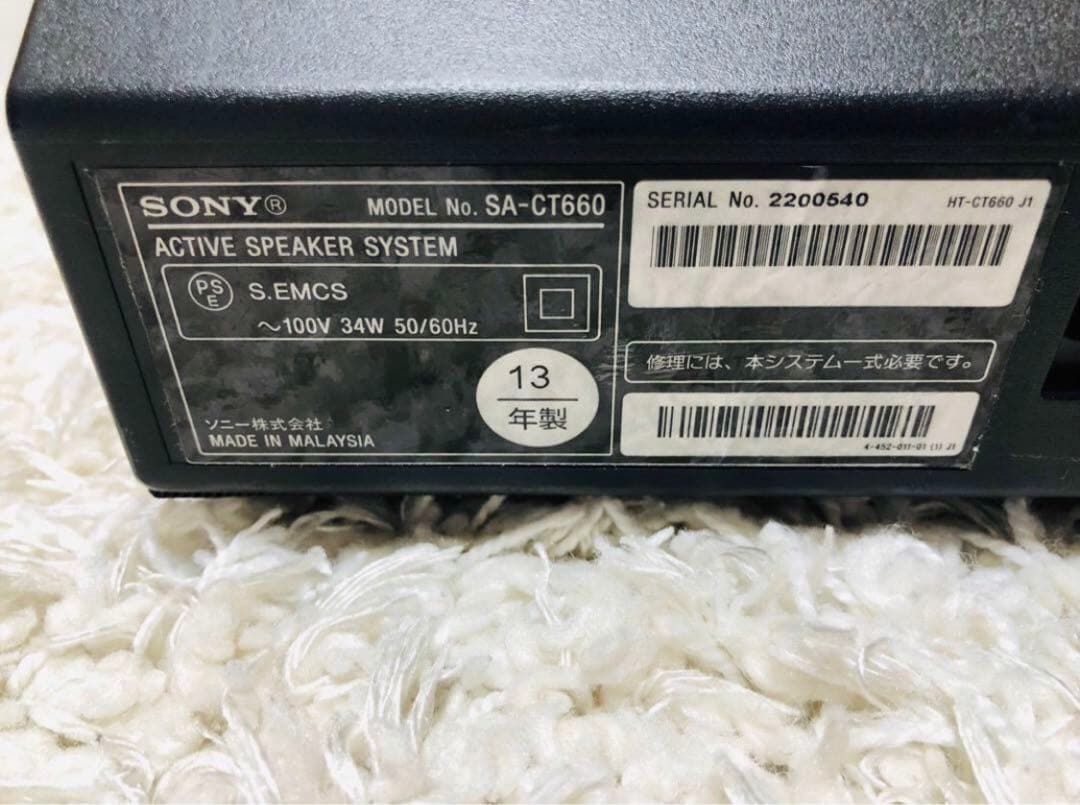 SONY® MODEL No. SA-CT660
ACTIVE SPEAKER SYSTEM
PSE S.EMCS
～100V 34W 50/60Hz
13
年製
ソニー株式会社
MADE IN MALAYSIA
SERIAL No. 2200540 HT-CT660 J1
修理には、本システム一式必要です。
4-452-011-01 (1) J1